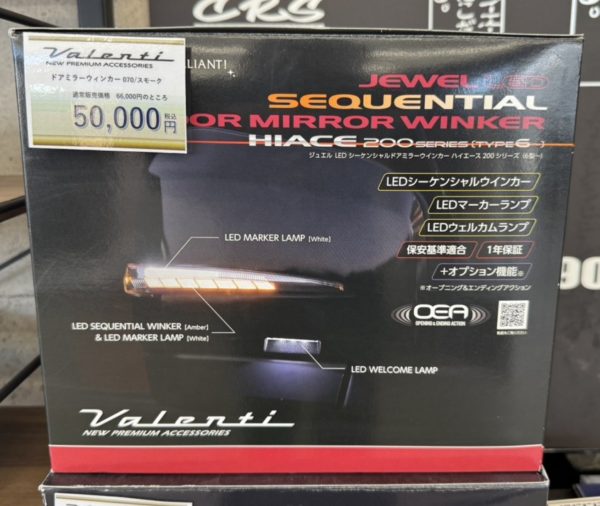 CRS
Valenti
NEW PREMIUM ACCESSORIES
ドアミラーウィンカー 070/スモーク
通常販売価格 66,000円のところ
50,000円 税込
LLIANT!
JEWEL LED
SEQUENTIAL
OOR MIRROR WINKER
HIACE 200SERIES (TYPE6~)
ジュエル LED シーケンシャルドアミラーウインカー ハイエース 200 シリーズ (6型~)
LEDシーケンシャルウインカー
LEDマーカーランプ
LEDウェルカムランプ
保安基準適合 1年保証
+オプション機能※
※オープニング&エンディングアクション
OEA
OPENING & ENDING ACTION
LED MARKER LAMP [White]
LED SEQUENTIAL WINKER [Amber]
& LED MARKER LAMP [White]
LED WELCOME LAMP
Valenti
NEW PREMIUM ACCESSORIES
90
Valenti